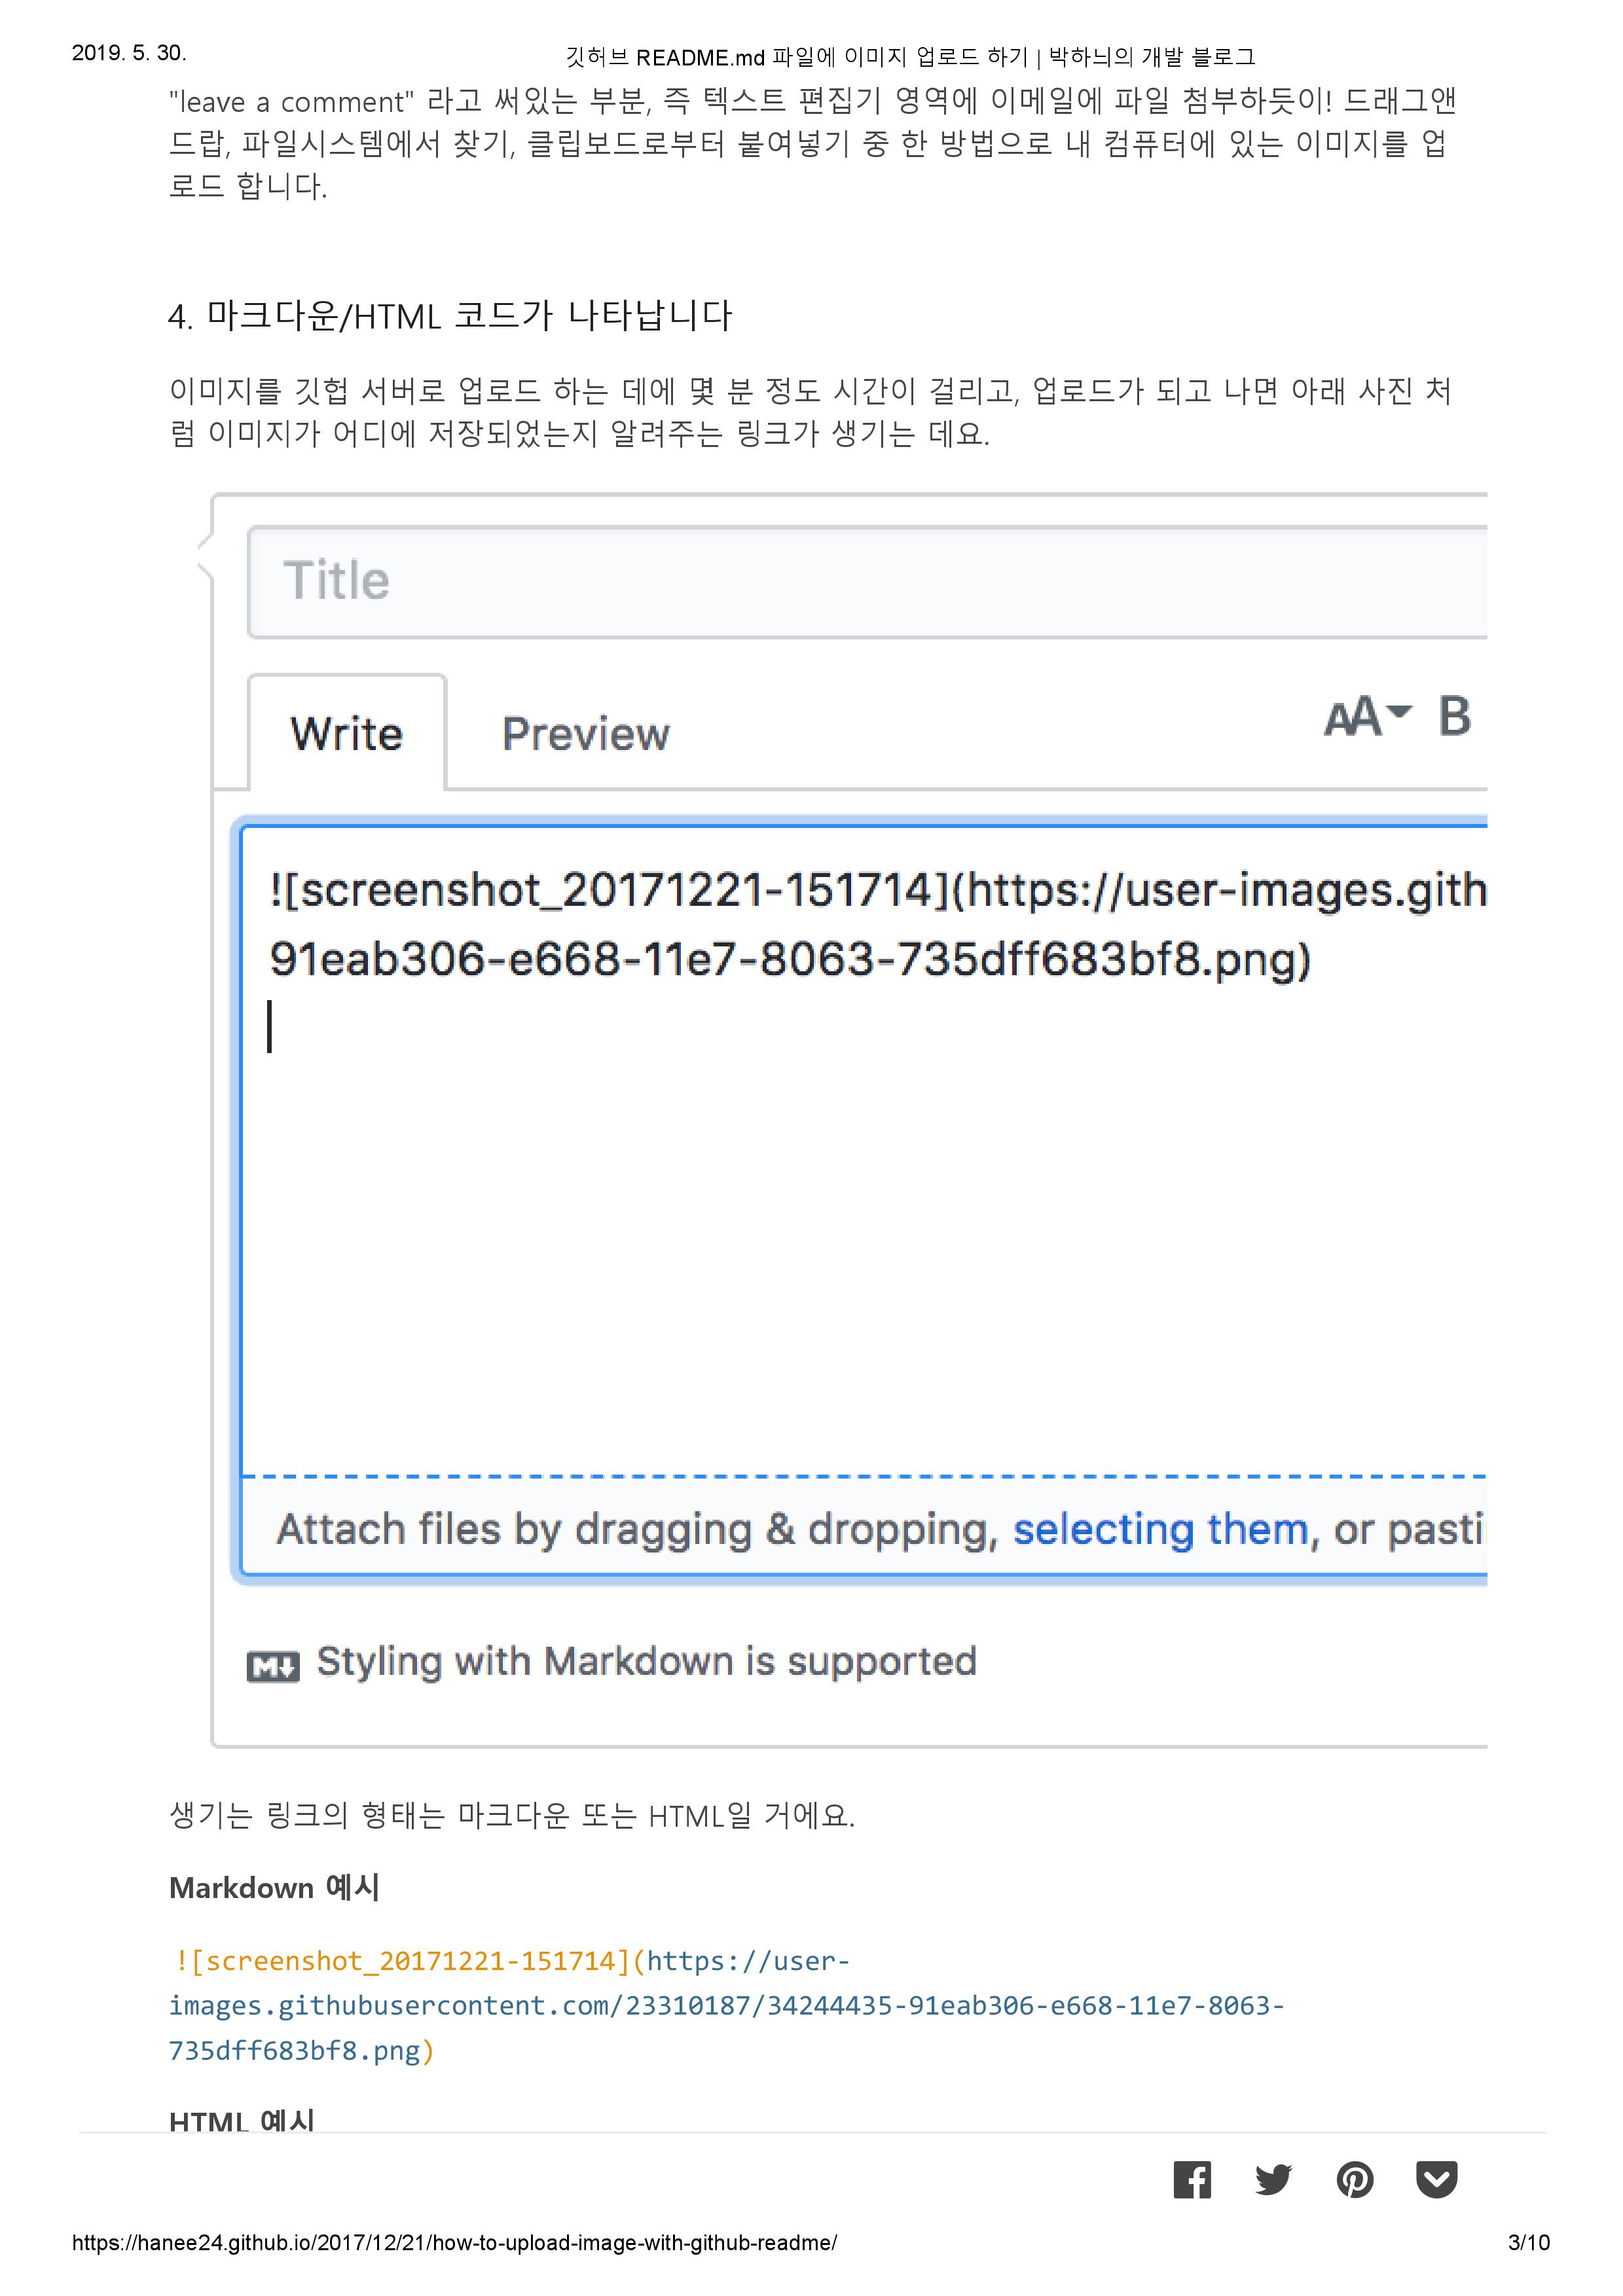 2019. 5. 30.
깃허브 README.md 파일에 이미지 업로드 하기 | 박하늬의 개발 블로그
"leave a comment" 라고 써있는 부분, 즉 텍스트 편집기 영역에 이메일에 파일 첨부하듯이! 드래그앤
드랍, 파일시스템에서 찾기, 클립보드로부터 붙여넣기 중 한 방법으로 내 컴퓨터에 있는 이미지를 업
로드 합니다.
4. 마크다운/HTML 코드가 나타납니다
이미지를 깃헙 서버로 업로드 하는 데에 몇 분 정도 시간이 걸리고, 업로드가 되고 나면 아래 사진 처
럼 이미지가 어디에 저장되었는지 알려주는 링크가 생기는 데요.
Title
Write Preview AA B
![screenshot_20171221-151714](https://user-images.gith
91eab306-e668-11e7-8063-735dff683bf8.png)
Attach files by dragging & dropping, selecting them, or pasti
M Styling with Markdown is supported
생기는 링크의 형태는 마크다운 또는 HTML일 거에요.
Markdown 예시
![screenshot_20171221-151714](https://user-
images.githubusercontent.com/23310187/34244435-91eab306-e668-11e7-8063-
735dff683bf8.png)
HTML 예시
https://hanee24.github.io/2017/12/21/how-to-upload-image-with-github-readme/
3/10